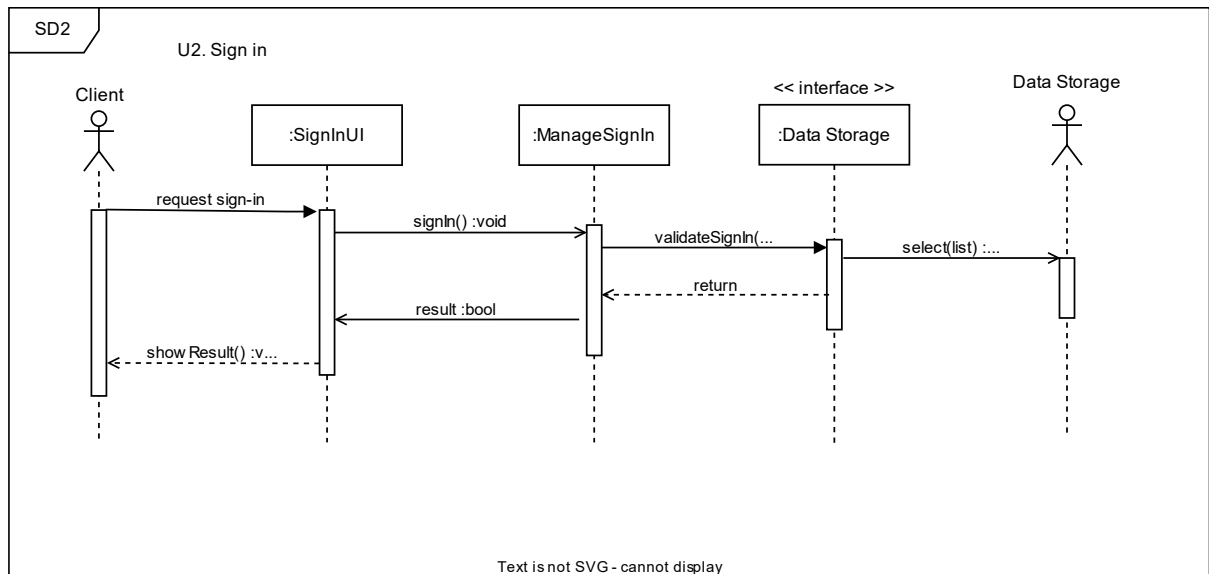 SD2
U2. Sign in
Client
:SignInUI
:ManageSignIn
<< interface >>
:Data Storage
Data Storage
request sign-in
signIn() :void
validateSignIn(...
select(list) :...
return
result :bool
show Result() :v...
Text is not SVG - cannot display